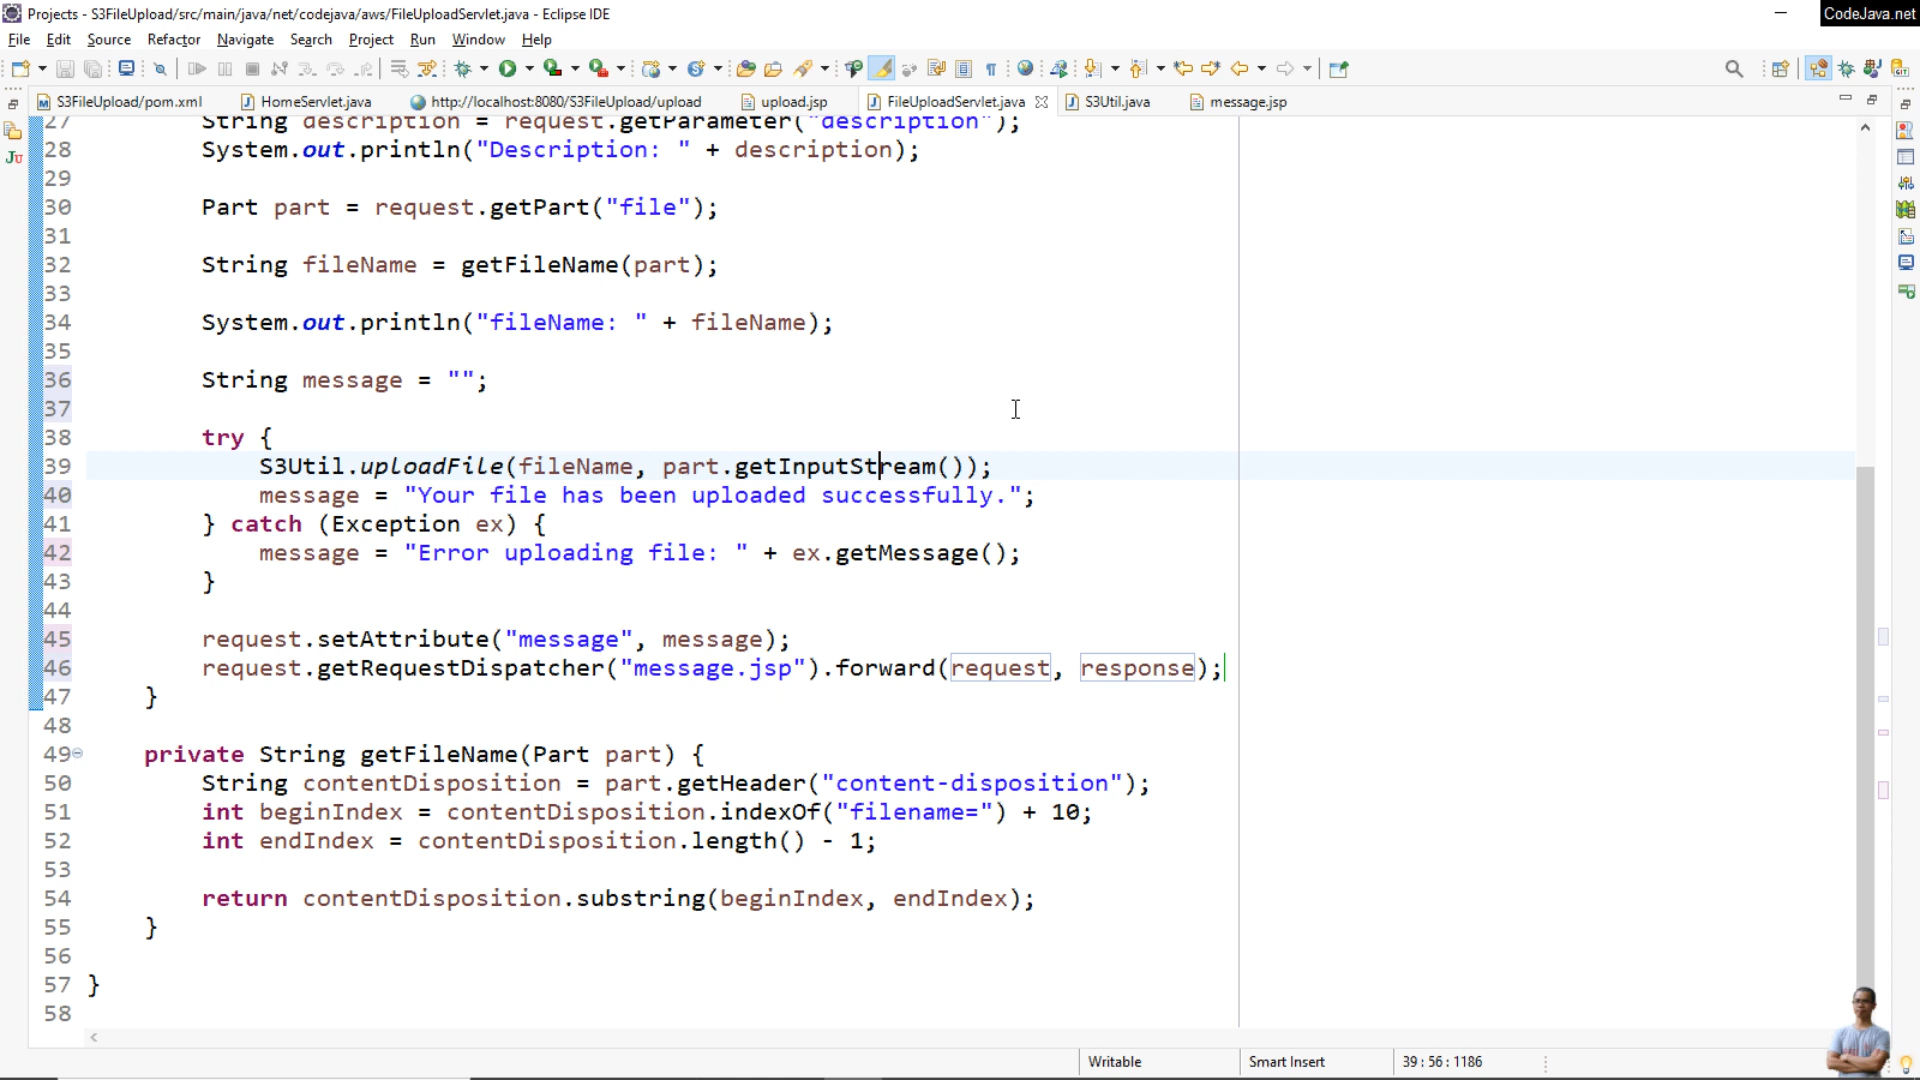 Projects - S3FileUpload/src/main/java/net/codejava/aws/FileUploadServlet.java - Eclipse IDE
CodeJava.net
File Edit Source Refactor Navigate Search Project Run Window Help
S3FileUpload/pom.xml HomeServlet.java http://localhost:8080/S3FileUpload/upload upload.jsp FileUploadServlet.java S3Util.java message.jsp
27 String description = request.getParameter("description");
28 System.out.println("Description: " + description);
29
30 Part part = request.getPart("file");
31
32 String fileName = getFileName(part);
33
34 System.out.println("fileName: " + fileName);
35
36 String message = "";
37
38 try {
39 S3Util.uploadFile(fileName, part.getInputStream());
40 message = "Your file has been uploaded successfully.";
41 } catch (Exception ex) {
42 message = "Error uploading file: " + ex.getMessage();
43 }
44
45 request.setAttribute("message", message);
46 request.getRequestDispatcher("message.jsp").forward(request, response);
47 }
48
49 private String getFileName(Part part) {
50 String contentDisposition = part.getHeader("content-disposition");
51 int beginIndex = contentDisposition.indexOf("filename=") + 10;
52 int endIndex = contentDisposition.length() - 1;
53
54 return contentDisposition.substring(beginIndex, endIndex);
55 }
56
57 }
58
Writable Smart Insert 39 : 56 : 1186